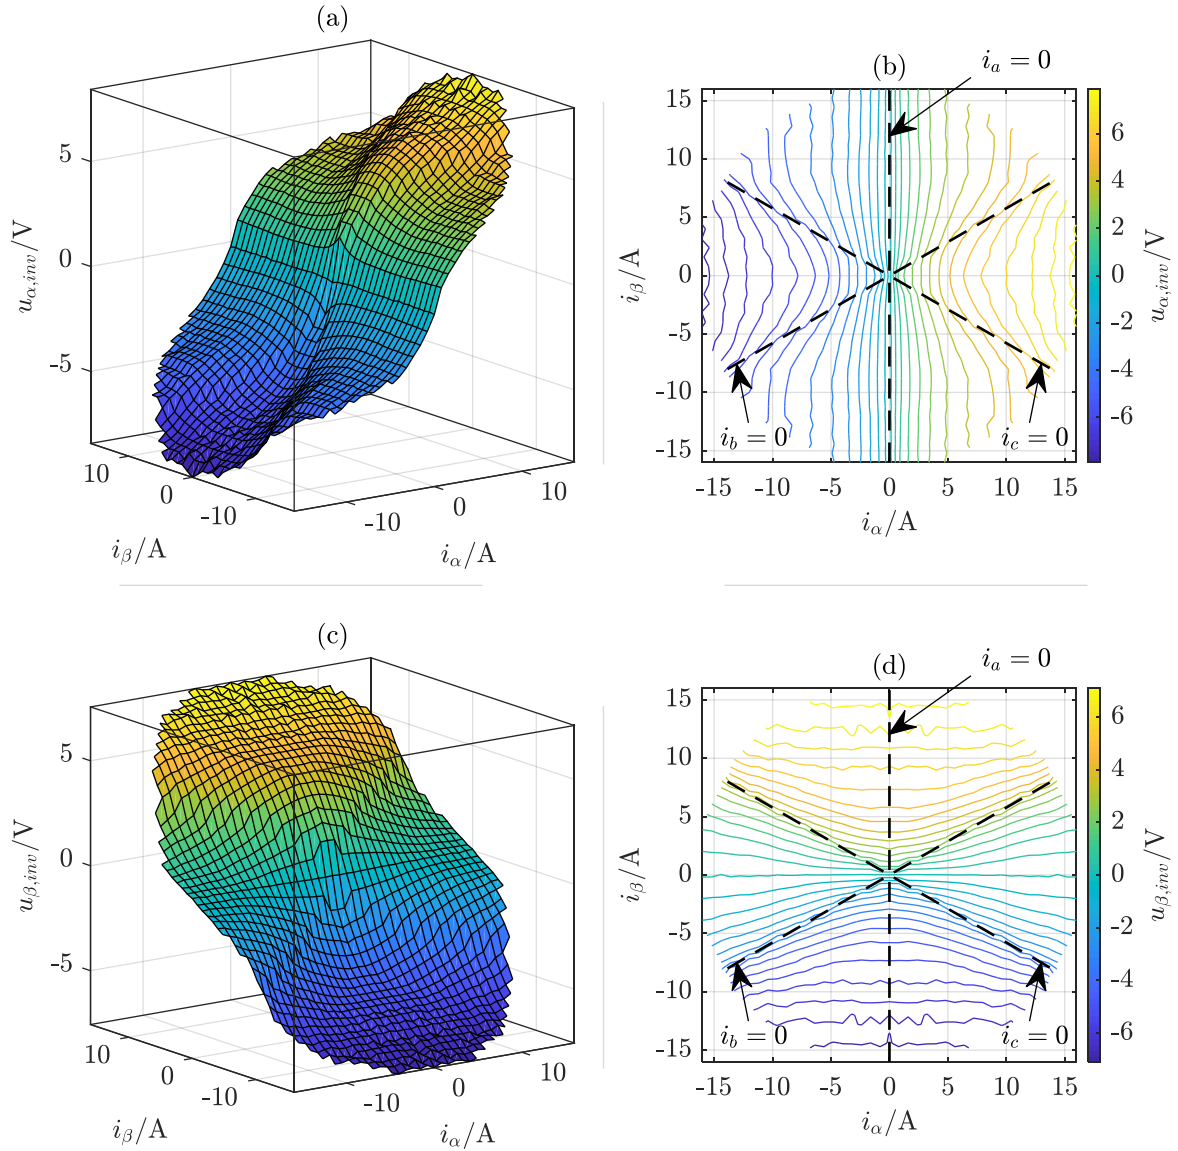 (a)
5
0
-5
u_{α,inv}/V
10
0
-10
i_β/A
-10
0
10
i_α/A
(b)
i_a = 0
15
10
5
0
-5
-10
-15
i_β/A
i_b = 0
i_c = 0
-15 -10 -5 0 5 10 15
i_α/A
6
4
2
0
-2
-4
-6
u_{α,inv}/V
(c)
5
0
-5
u_{β,inv}/V
10
0
-10
i_β/A
-10
0
10
i_α/A
(d)
i_a = 0
15
10
5
0
-5
-10
-15
i_β/A
i_b = 0
i_c = 0
-15 -10 -5 0 5 10 15
i_α/A
6
4
2
0
-2
-4
-6
u_{β,inv}/V